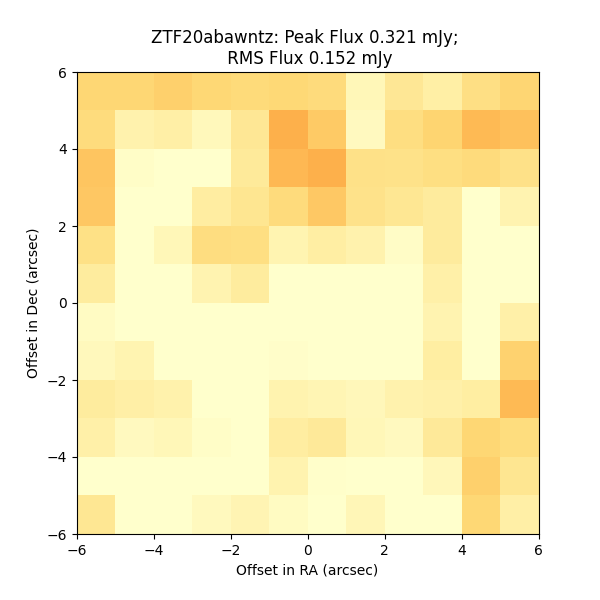 ZTF20abawntz: Peak Flux 0.321 mJy;
RMS Flux 0.152 mJy
6
4
2
0
−2
−4
−6
Offset in Dec (arcsec)
−6 −4 −2 0 2 4 6
Offset in RA (arcsec)